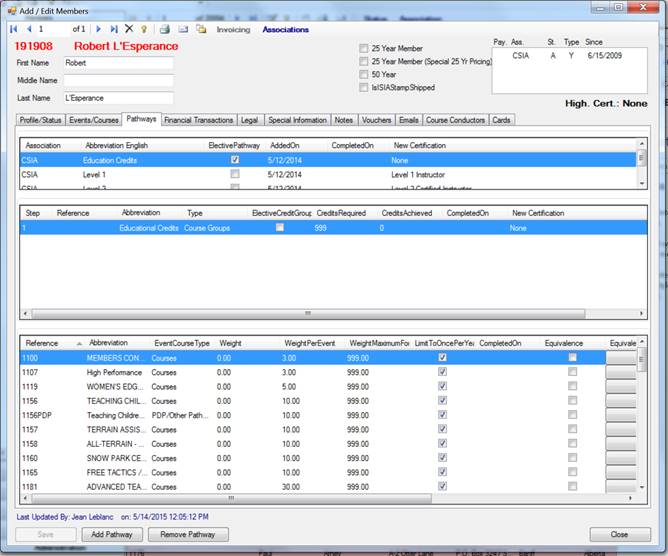 Add / Edit Members
1 of 1 Invoicing Associations
191908 Robert L'Esperance
First Name Robert
Middle Name
Last Name L'Esperance
25 Year Member
25 Year Member (Special 25 Yr Pricing)
50 Year
IsISIAStampShipped
Pay. Ass. St. Type Since
CSIA A Y 6/15/2009
High. Cert.: None
Profile/Status Events/Courses Pathways Financial Transactions Legal Special Information Notes Vouchers Emails Course Conductors Cards
Association Abbreviation English ElectivePathway AddedOn CompletedOn New Certification
CSIA Education Credits 5/12/2014 None
CSIA Level 1 Level 1 Instructor
CSIA Level 2 Level 2 Certified Instructor
Step Reference Abbreviation Type ElectiveCreditGroup CreditsRequired CreditsAchieved CompletedOn New Certification
1 Educational Credits Course Groups 999 0 None
Reference Abbreviation EventCourseType Weight WeightPerEvent WeightMaximumFor LimitToOncePerYea CompletedOn Equivalence Equivale
1100 MEMBERS CON... Courses 0.00 3.00 999.00
1107 High Performance Courses 0.00 3.00 999.00
1119 WOMEN'S EDG... Courses 0.00 5.00 999.00
1156 TEACHING CHIL... Courses 0.00 10.00 999.00
1156PDP Teaching Childre... PDP/Other Path... 0.00 10.00 999.00
1157 TERRAIN ASSIS... Courses 0.00 10.00 999.00
1158 ALL-TERRAIN - ... Courses 0.00 10.00 999.00
1160 SNOW PARK CE... Courses 0.00 10.00 999.00
1165 FREE TACTICS /... Courses 0.00 10.00 999.00
1181 ADVANCED TEA... Courses 0.00 30.00 999.00
Last Updated By: Jean Leblanc on: 5/14/2015 12:05:12 PM
Save Add Pathway Remove Pathway Close